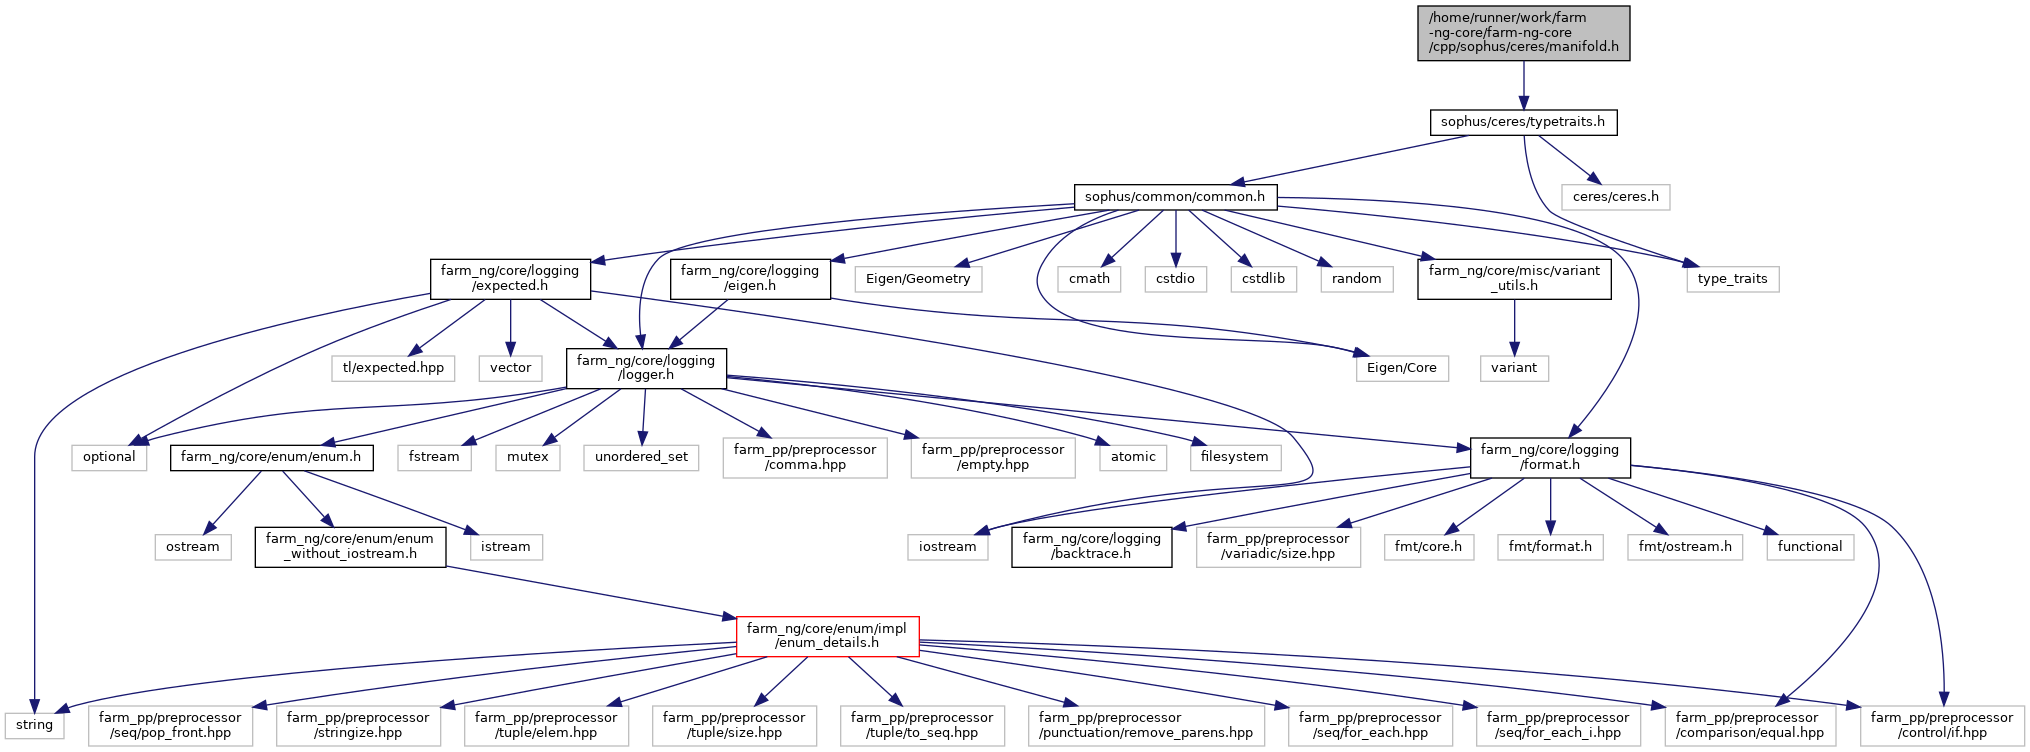 /home/runner/work/farm
-ng-core/farm-ng-core
/cpp/sophus/ceres/manifold.h
sophus/ceres/typetraits.h
sophus/common/common.h
ceres/ceres.h
farm_ng/core/logging
/expected.h
farm_ng/core/logging
/eigen.h
Eigen/Geometry
cmath
cstdio
cstdlib
random
farm_ng/core/misc/variant
_utils.h
type_traits
tl/expected.hpp
vector
farm_ng/core/logging
/logger.h
Eigen/Core
variant
optional
farm_ng/core/enum/enum.h
fstream
mutex
unordered_set
farm_pp/preprocessor
/comma.hpp
farm_pp/preprocessor
/empty.hpp
atomic
filesystem
farm_ng/core/logging
/format.h
ostream
farm_ng/core/enum/enum
_without_iostream.h
istream
iostream
farm_ng/core/logging
/backtrace.h
farm_pp/preprocessor
/variadic/size.hpp
fmt/core.h
fmt/format.h
fmt/ostream.h
functional
farm_ng/core/enum/impl
/enum_details.h
string
farm_pp/preprocessor
/seq/pop_front.hpp
farm_pp/preprocessor
/stringize.hpp
farm_pp/preprocessor
/tuple/elem.hpp
farm_pp/preprocessor
/tuple/size.hpp
farm_pp/preprocessor
/tuple/to_seq.hpp
farm_pp/preprocessor
/punctuation/remove_parens.hpp
farm_pp/preprocessor
/seq/for_each.hpp
farm_pp/preprocessor
/seq/for_each_i.hpp
farm_pp/preprocessor
/comparison/equal.hpp
farm_pp/preprocessor
/control/if.hpp